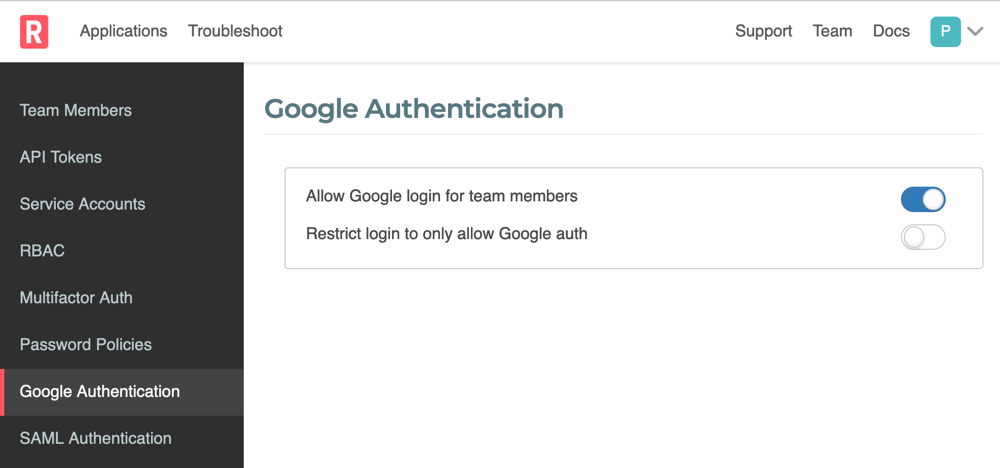 R Applications Troubleshoot Support Team Docs P
Team Members
API Tokens
Service Accounts
RBAC
Multifactor Auth
Password Policies
Google Authentication
SAML Authentication
Google Authentication
Allow Google login for team members
Restrict login to only allow Google auth